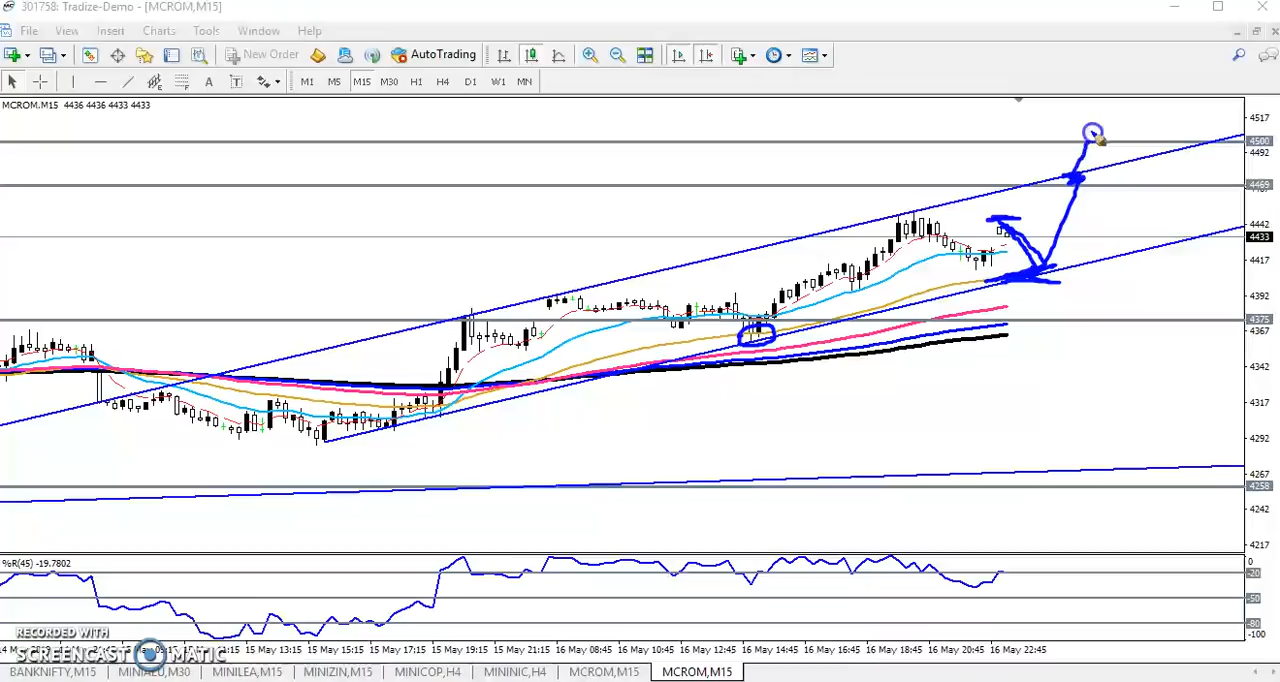 301758: Tradize-Demo - [MCROM,M15]
File View Insert Charts Tools Window Help
New Order AutoTrading
A T M1 M5 M15 M30 H1 H4 D1 W1 MN
MCROM,M15 4436 4436 4433 4433
4517
4500
4492
4469
4442
4433
4417
4392
4375
4367
4342
4317
4292
4267
4258
4242
4217
%R(45) -19.7802
0
-20
-50
-80
-100
RECORDED WITH
SCREENCAST MATIC
15 May 13:15 15 May 15:15 15 May 17:15 15 May 19:15 15 May 21:15 16 May 08:45 16 May 10:45 16 May 12:45 16 May 14:45 16 May 16:45 16 May 18:45 16 May 20:45 16 May 22:45
BANKNIFTY,M15 MINIALU,M30 MINILEA,M15 MINIZIN,M15 MINICOP,H4 MININIC,H4 MCROM,M15 MCROM,M15